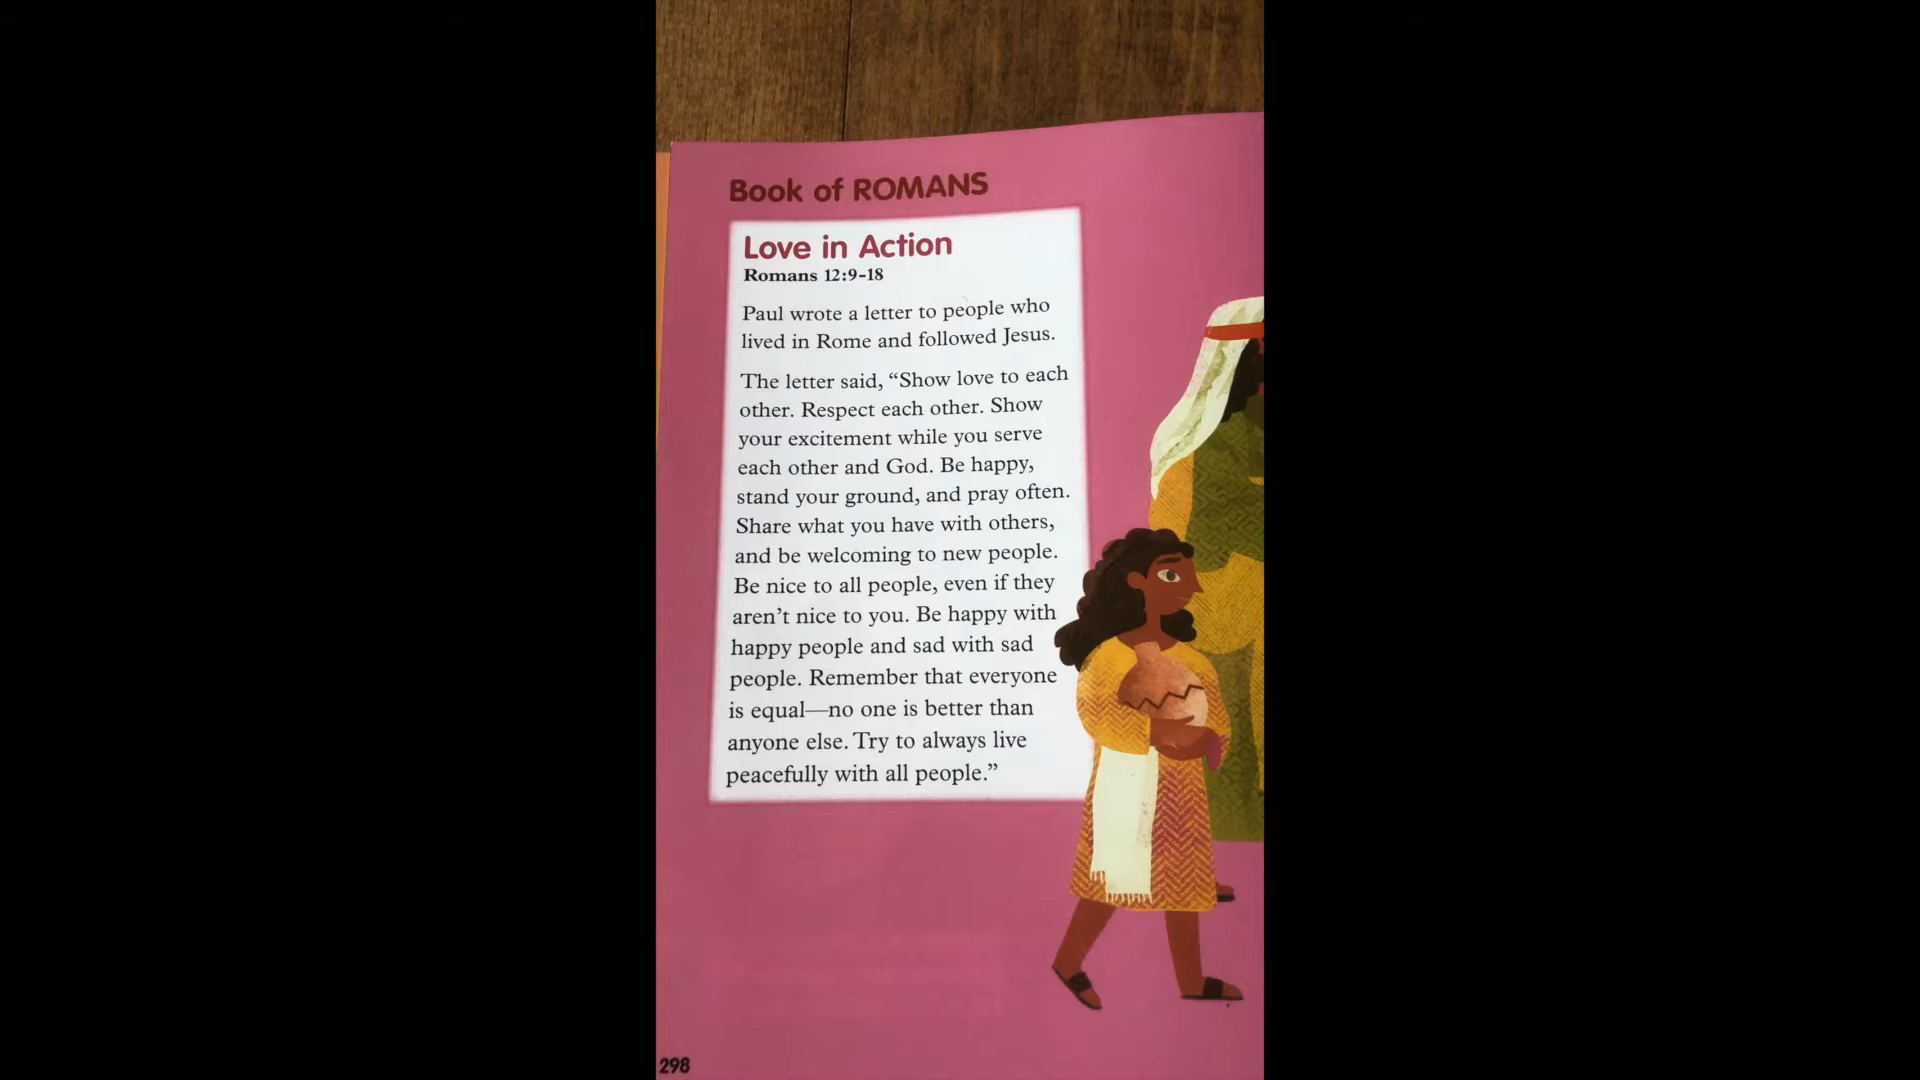 Book of ROMANS
Love in Action
Romans 12:9-18
Paul wrote a letter to people who
lived in Rome and followed Jesus.
The letter said, “Show love to each
other. Respect each other. Show
your excitement while you serve
each other and God. Be happy,
stand your ground, and pray often.
Share what you have with others,
and be welcoming to new people.
Be nice to all people, even if they
aren’t nice to you. Be happy with
happy people and sad with sad
people. Remember that everyone
is equal—no one is better than
anyone else. Try to always live
peacefully with all people.”
298